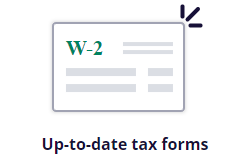 W-2
Up-to-date tax forms